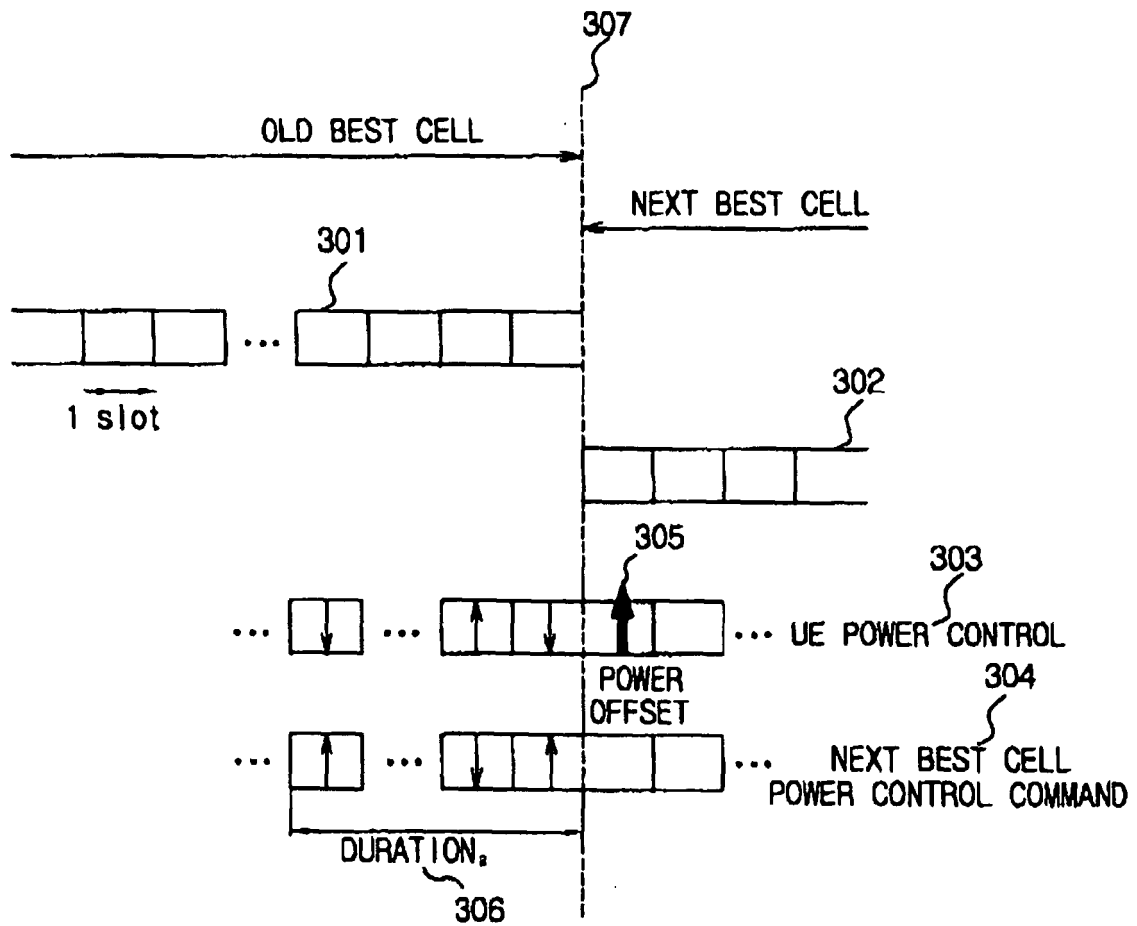 307
OLD BEST CELL
NEXT BEST CELL
301
1 slot
302
305
303
UE POWER CONTROL
POWER
OFFSET
304
NEXT BEST CELL
POWER CONTROL COMMAND
DURATION
306